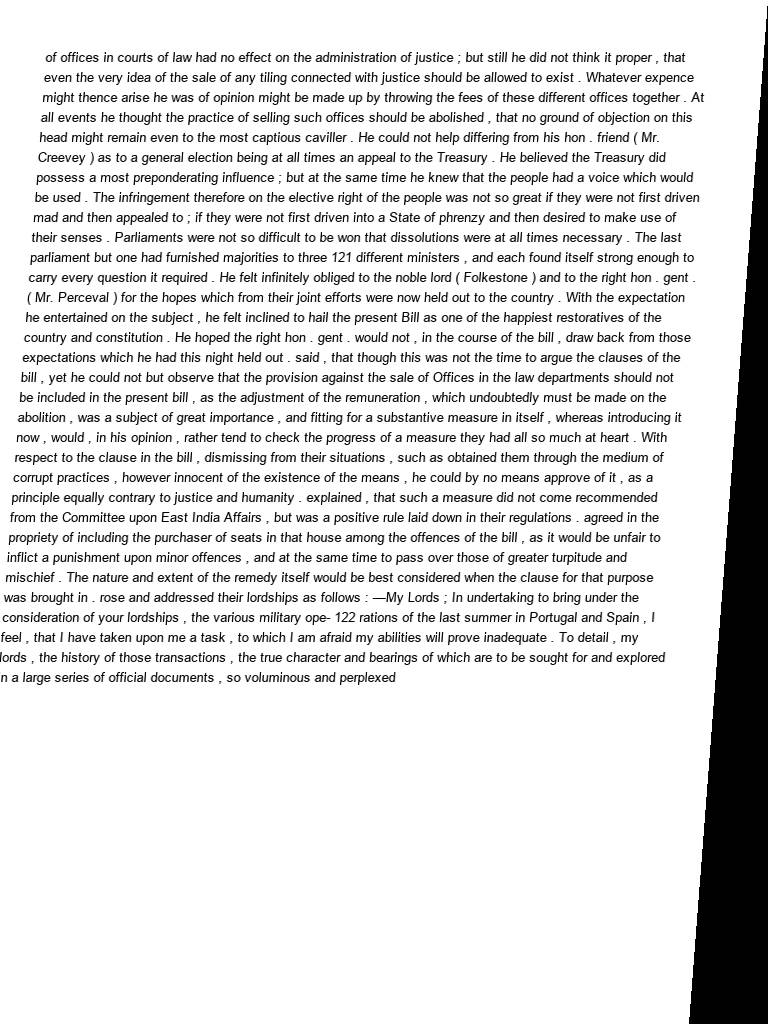 of offices in courts of law had no effect on the administration of justice ; but still he did not think it proper , that
even the very idea of the sale of any tiling connected with justice should be allowed to exist . Whatever expence
might thence arise he was of opinion might be made up by throwing the fees of these different offices together . At
all events he thought the practice of selling such offices should be abolished , that no ground of objection on this
head might remain even to the most captious caviller . He could not help differing from his hon . friend ( Mr.
Creevey ) as to a general election being at all times an appeal to the Treasury . He believed the Treasury did
possess a most preponderating influence ; but at the same time he knew that the people had a voice which would
be used . The infringement therefore on the elective right of the people was not so great if they were not first driven
mad and then appealed to ; if they were not first driven into a State of phrenzy and then desired to make use of
their senses . Parliaments were not so difficult to be won that dissolutions were at all times necessary . The last
parliament but one had furnished majorities to three 121 different ministers , and each found itself strong enough to
carry every question it required . He felt infinitely obliged to the noble lord ( Folkestone ) and to the right hon . gent .
( Mr. Perceval ) for the hopes which from their joint efforts were now held out to the country . With the expectation
he entertained on the subject , he felt inclined to hail the present Bill as one of the happiest restoratives of the
country and constitution . He hoped the right hon . gent . would not , in the course of the bill , draw back from those
expectations which he had this night held out . said , that though this was not the time to argue the clauses of the
bill , yet he could not but observe that the provision against the sale of Offices in the law departments should not
be included in the present bill , as the adjustment of the remuneration , which undoubtedly must be made on the
abolition , was a subject of great importance , and fitting for a substantive measure in itself , whereas introducing it
now , would , in his opinion , rather tend to check the progress of a measure they had all so much at heart . With
respect to the clause in the bill , dismissing from their situations , such as obtained them through the medium of
corrupt practices , however innocent of the existence of the means , he could by no means approve of it , as a
principle equally contrary to justice and humanity . explained , that such a measure did not come recommended
from the Committee upon East India Affairs , but was a positive rule laid down in their regulations . agreed in the
propriety of including the purchaser of seats in that house among the offences of the bill , as it would be unfair to
inflict a punishment upon minor offences , and at the same time to pass over those of greater turpitude and
mischief . The nature and extent of the remedy itself would be best considered when the clause for that purpose
was brought in . rose and addressed their lordships as follows : —My Lords ; In undertaking to bring under the
consideration of your lordships , the various military ope- 122 rations of the last summer in Portugal and Spain , I
feel , that I have taken upon me a task , to which I am afraid my abilities will prove inadequate . To detail , my
lords , the history of those transactions , the true character and bearings of which are to be sought for and explored
n a large series of official documents , so voluminous and perplexed